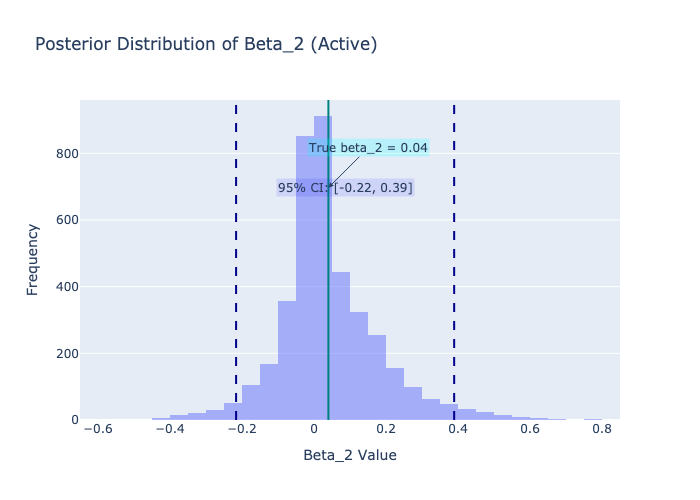 Posterior Distribution of Beta_2 (Active)
True beta_2 = 0.04
95% CI: [-0.22, 0.39]
Frequency
800
600
400
200
0
−0.6
−0.4
−0.2
0
0.2
0.4
0.6
0.8
Beta_2 Value